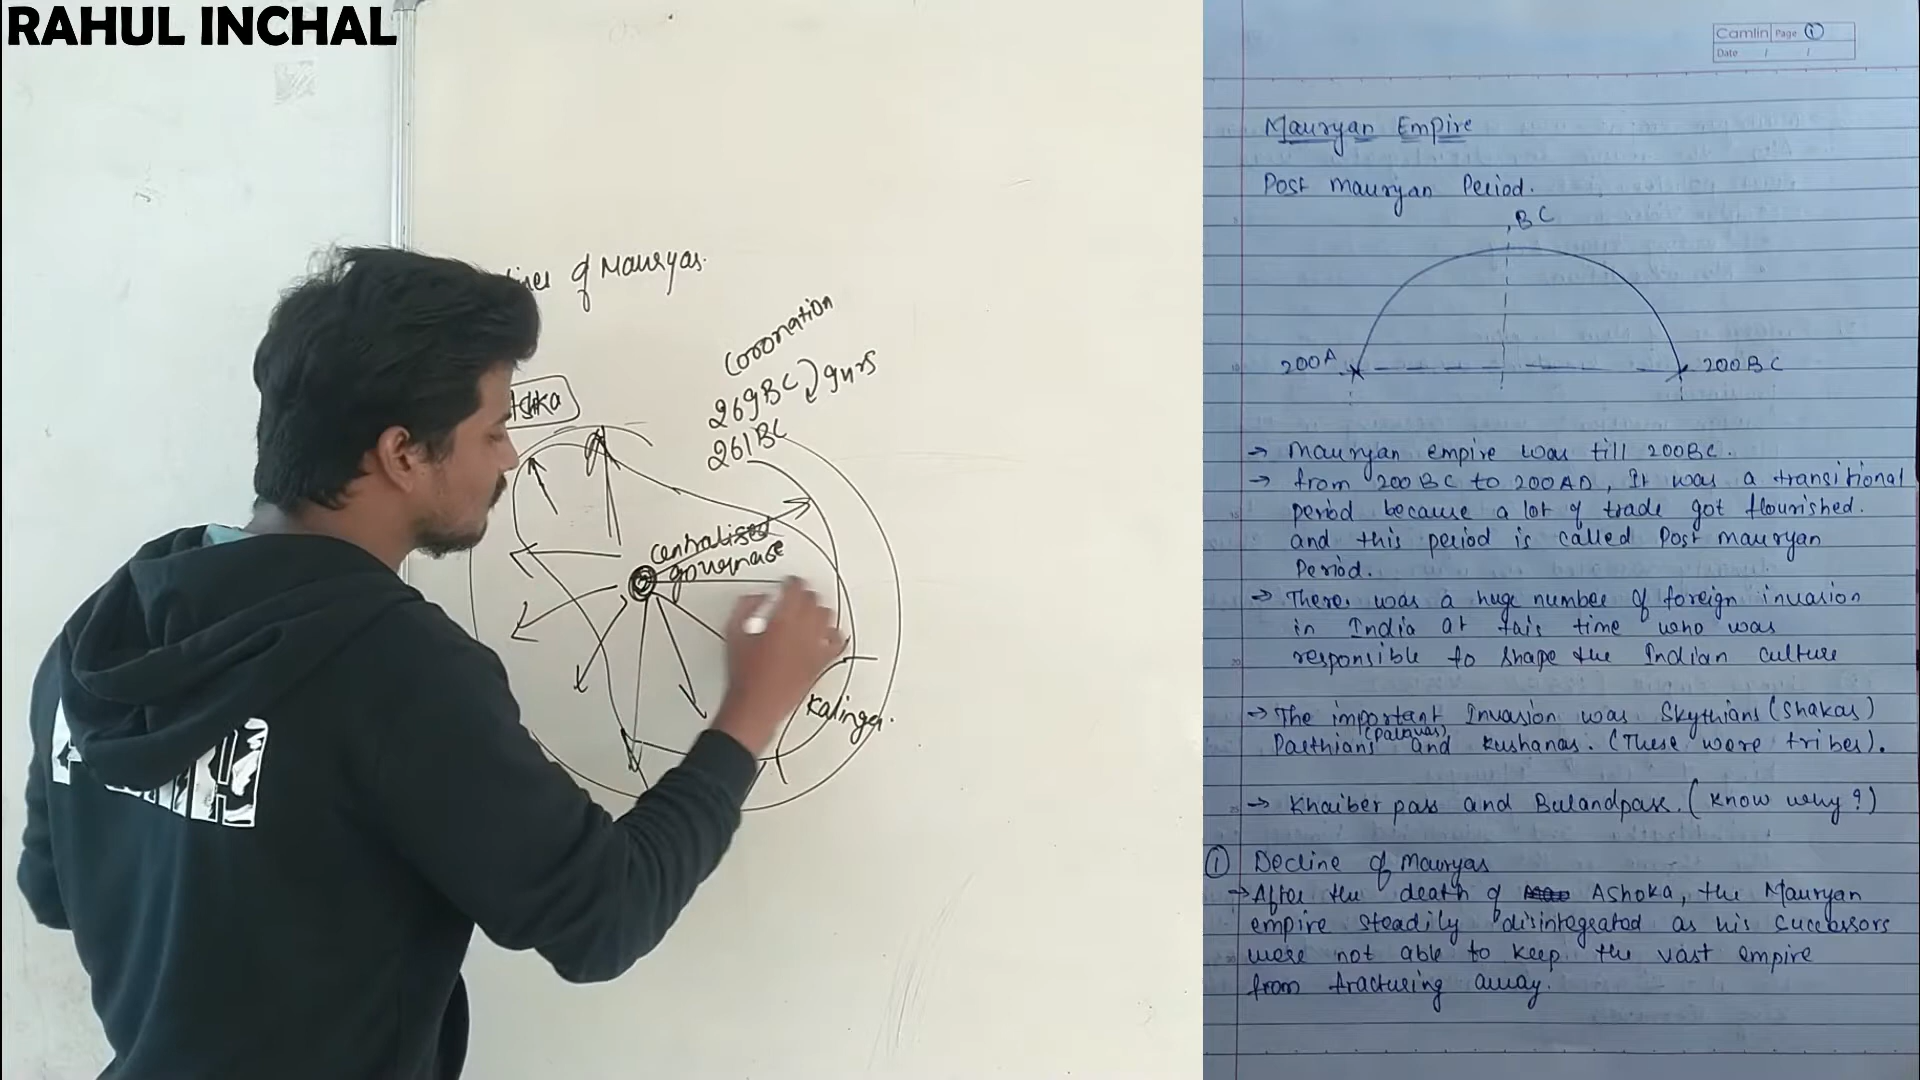 RAHUL INCHAL
of Mauryas.
Coronation
269BC
9yrs
261 BC
centralised
governace
Kalinga.
Camlin Page 1
Date / /
Mauryan Empire
Post mauryan Period.
BC
200A
200BC
→ Mauryan empire was till 200BC.
→ from 200 BC to 200AD, It was a transitional
period because a lot of trade got flourished.
and this period is called Post mauryan
Period.
→ There was a huge number of foreign invasion
in India at this time who was
responsible to shape the Indian culture
→ The important Invasion was Skythians (Shakas)
(Palavas)
Parthians and Kushanas. (These were tribes).
→ Khaiber pass and Bulandpass. (Know why?)
① Decline of Mauryas
→ After the death of Ashoka, the Mauryan
empire steadily disintegrated as his successors
were not able to keep the vast empire
from fracturing away.